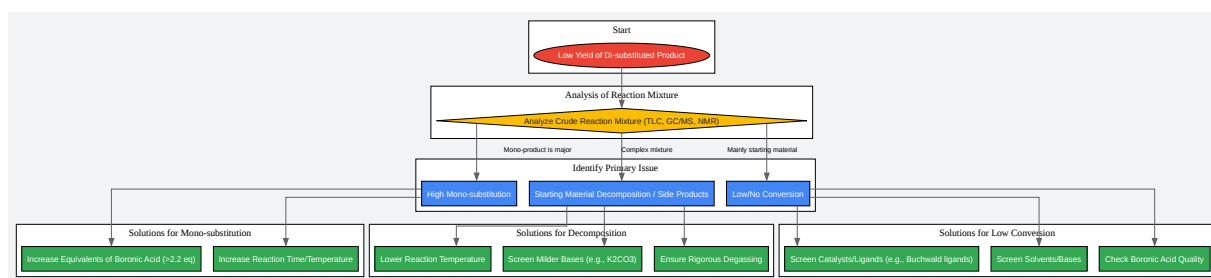 Start
Low Yield of Di-substituted Product
Analysis of Reaction Mixture
Analyze Crude Reaction Mixture (TLC, GC/MS, NMR)
Mono-product is major
Complex mixture
Mainly starting material
Identify Primary Issue
High Mono-substitution
Starting Material Decomposition / Side Products
Low/No Conversion
Solutions for Mono-substitution
Solutions for Decomposition
Solutions for Low Conversion
Increase Equivalents of Boronic Acid (>2.2 eq)
Increase Reaction Time/Temperature
Lower Reaction Temperature
Screen Milder Bases (e.g., K2CO3)
Ensure Rigorous Degassing
Screen Catalysts/Ligands (e.g., Buchwald ligands)
Screen Solvents/Bases
Check Boronic Acid Quality